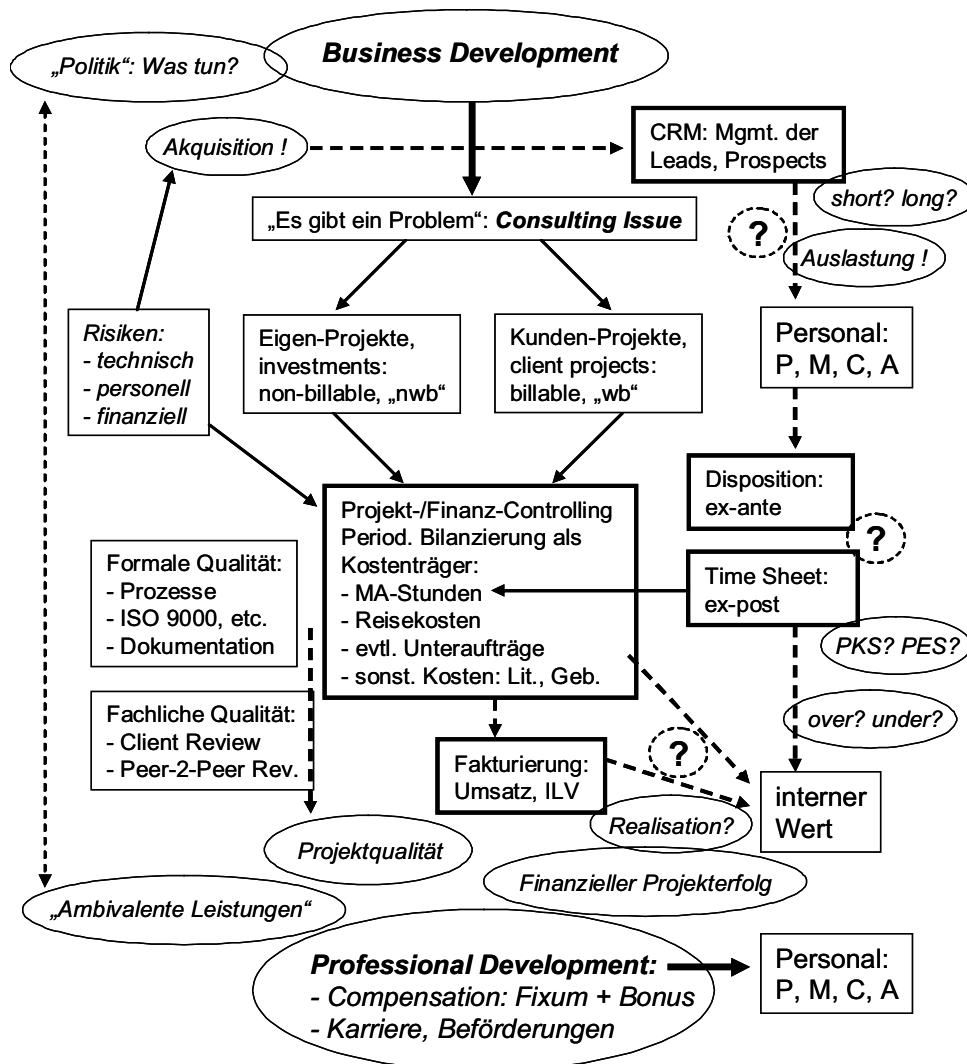 Business Development
„Politik“: Was tun?
Akquisition !
CRM: Mgmt. der
Leads, Prospects
short? long?
„Es gibt ein Problem“: Consulting Issue
?
Auslastung !
Risiken:
- technisch
- personell
- finanziell
Eigen-Projekte,
investments:
non-billable, „nwb“
Kunden-Projekte,
client projects:
billable, „wb“
Personal:
P, M, C, A
Disposition:
ex-ante
?
Projekt-/Finanz-Controlling
Period. Bilanzierung als
Kostenträger:
- MA-Stunden
- Reisekosten
- evtl. Unteraufträge
- sonst. Kosten: Lit., Geb.
Formale Qualität:
- Prozesse
- ISO 9000, etc.
- Dokumentation
Time Sheet:
ex-post
PKS? PES?
Fachliche Qualität:
- Client Review
- Peer-2-Peer Rev.
over? under?
?
Fakturierung:
Umsatz, ILV
interner
Wert
Realisation?
Projektqualität
Finanzieller Projekterfolg
„Ambivalente Leistungen“
Professional Development:
- Compensation: Fixum + Bonus
- Karriere, Beförderungen
Personal:
P, M, C, A